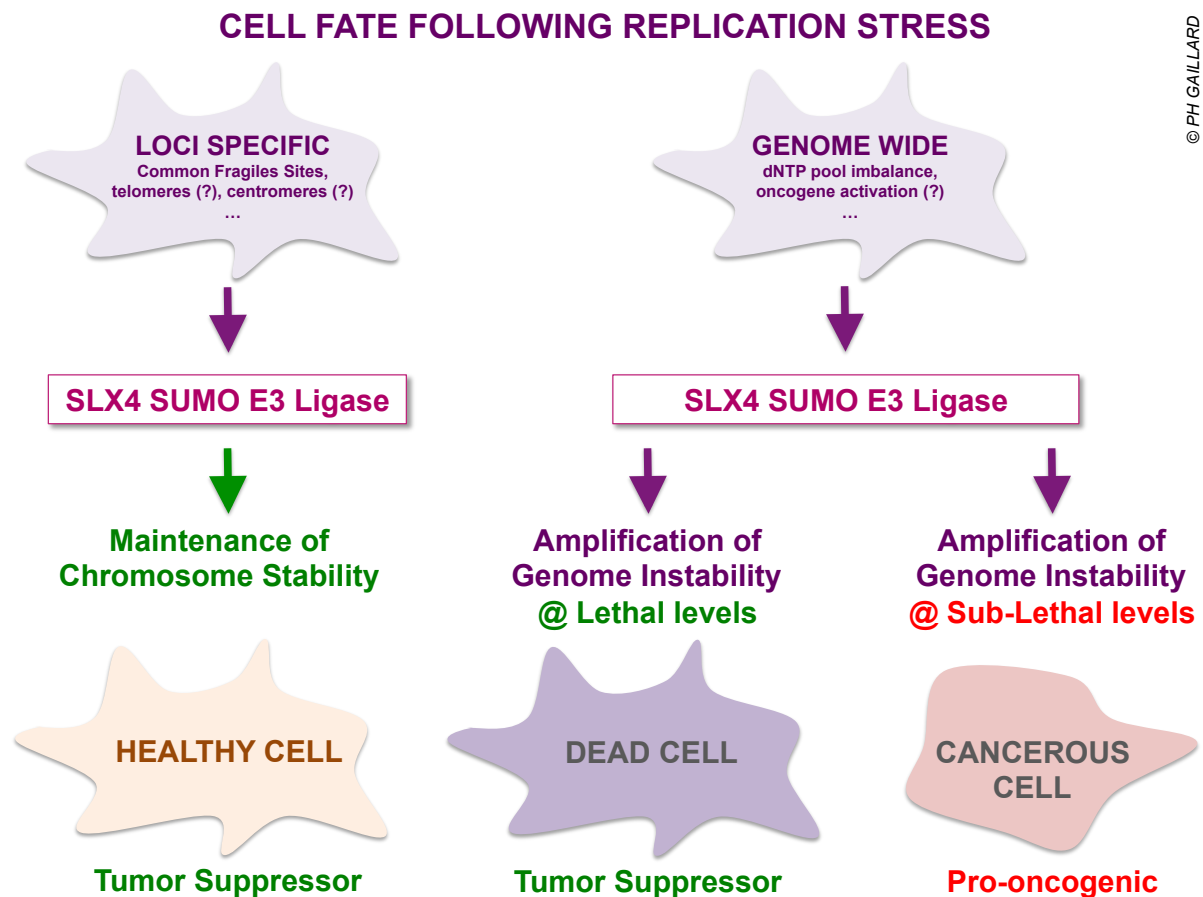 CELL FATE FOLLOWING REPLICATION STRESS
© PH GAILLARD
LOCI SPECIFIC
Common Fragiles Sites,
telomeres (?), centromeres (?)
...
GENOME WIDE
dNTP pool imbalance,
oncogene activation (?)
...
SLX4 SUMO E3 Ligase
SLX4 SUMO E3 Ligase
Maintenance of
Chromosome Stability
Amplification of
Genome Instability
@ Lethal levels
Amplification of
Genome Instability
@ Sub-Lethal levels
HEALTHY CELL
DEAD CELL
CANCEROUS
CELL
Tumor Suppressor
Tumor Suppressor
Pro-oncogenic